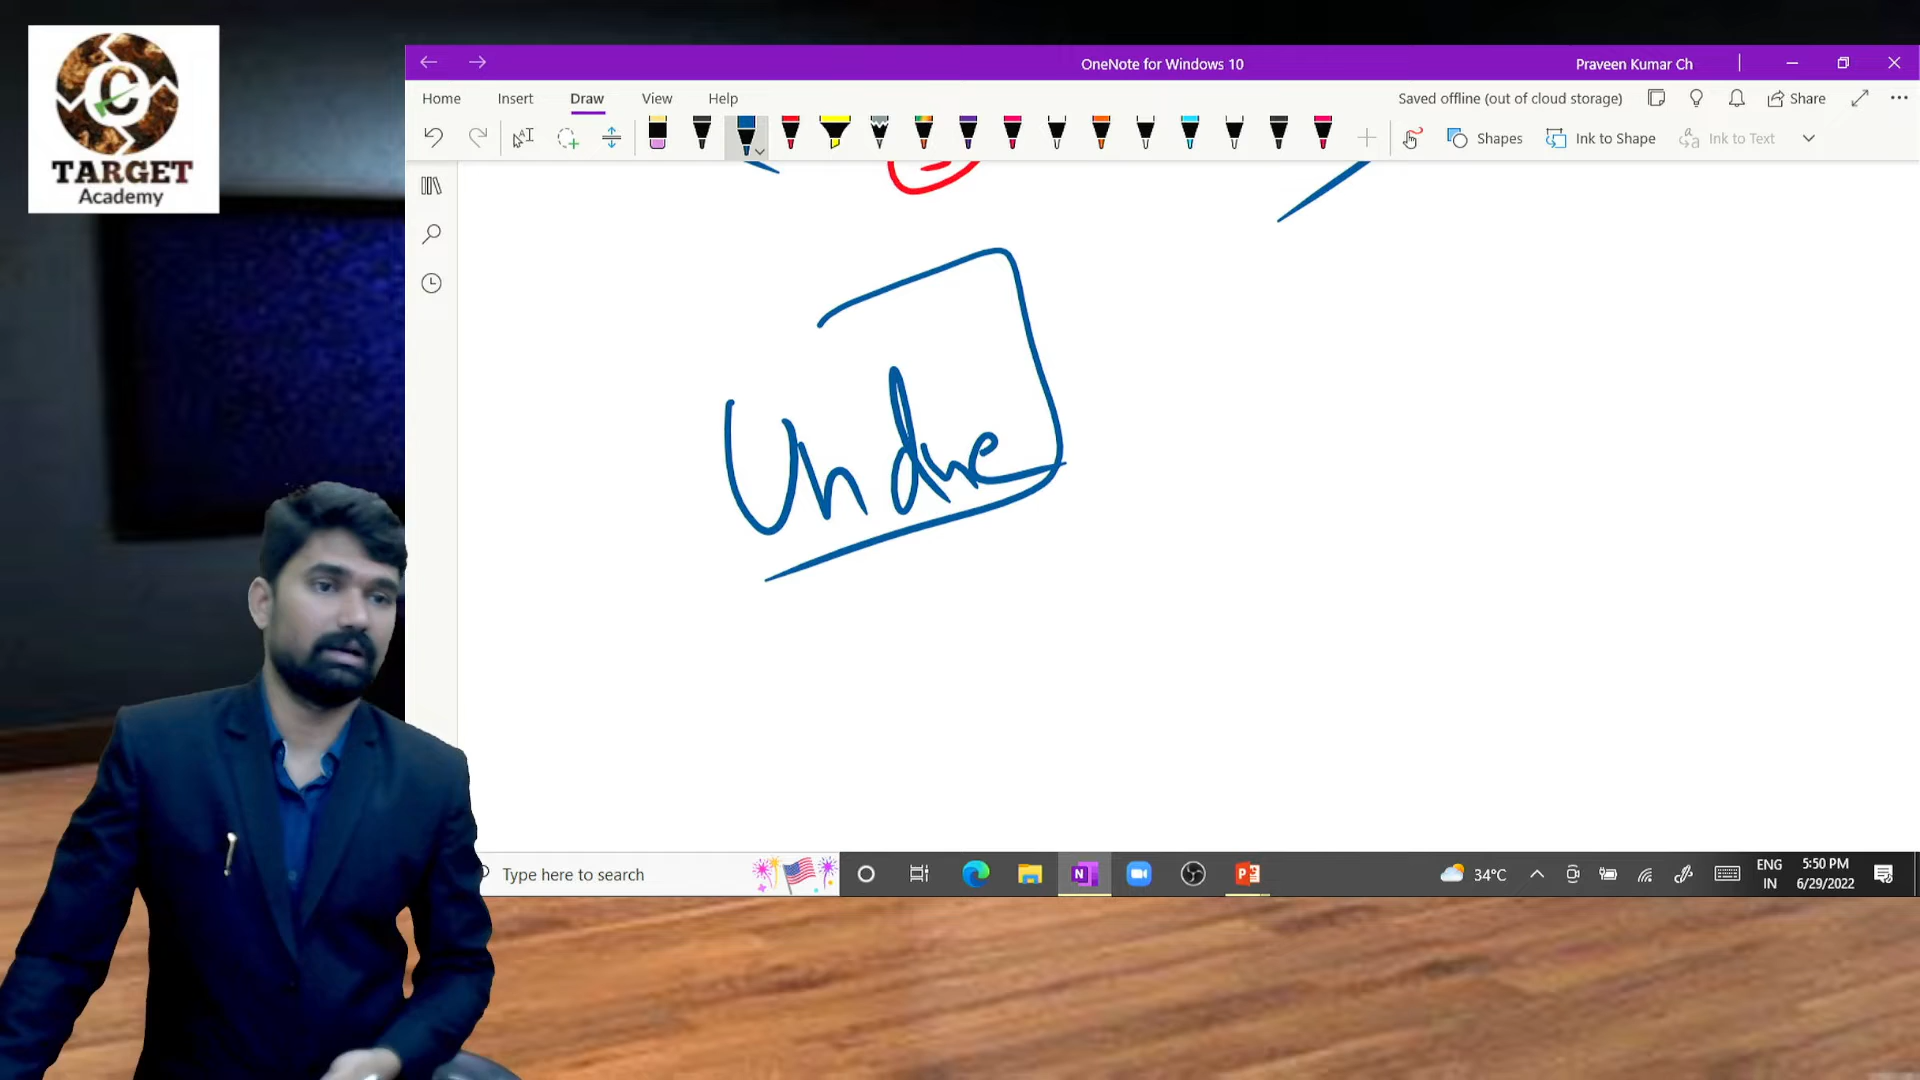 TARGET
Academy
OneNote for Windows 10
Praveen Kumar Ch
Home Insert Draw View Help
Saved offline (out of cloud storage)
Share
Shapes
Ink to Shape
Ink to Text
Undue
Type here to search
34°C
ENG
IN
5:50 PM
6/29/2022